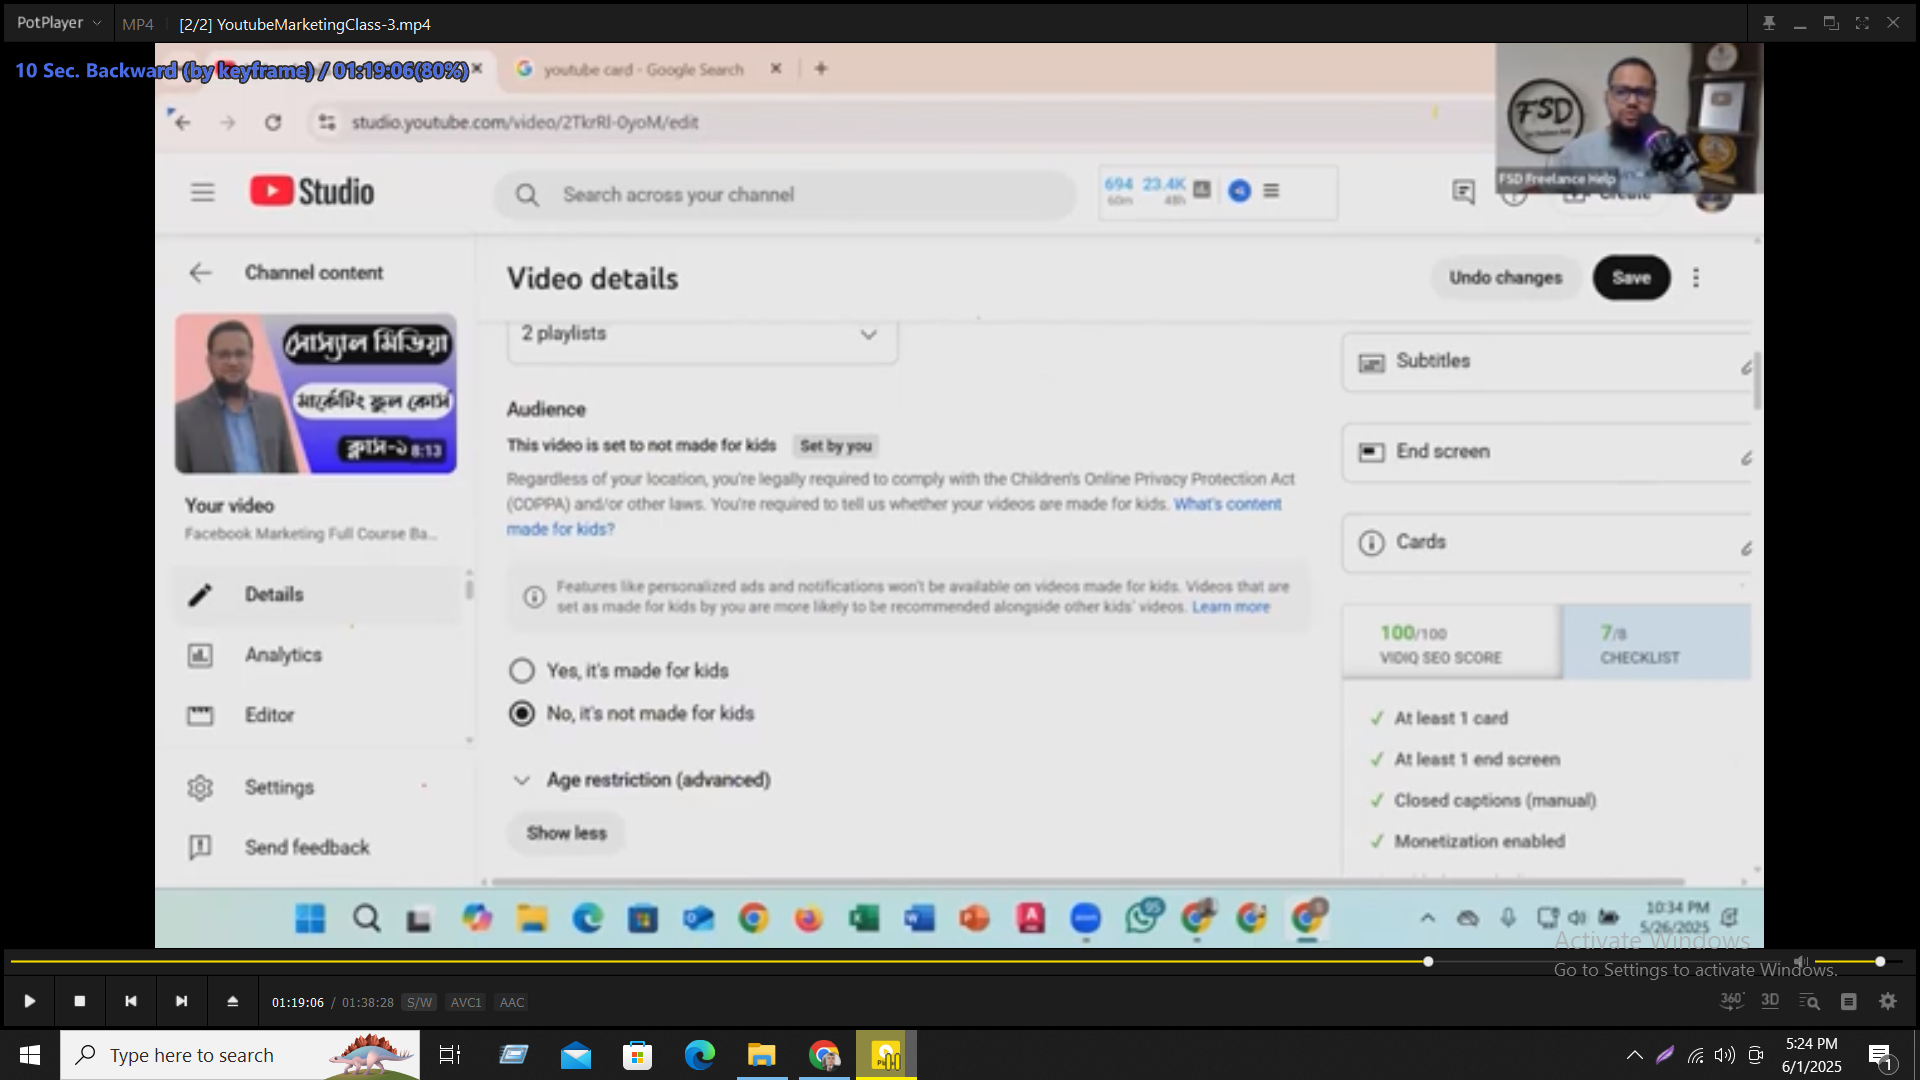 PotPlayer
MP4
[2/2] YoutubeMarketingClass-3.mp4
10 Sec. Backward (by keyframe) / 01:19:06(80%)
youtube card - Google Search
studio.youtube.com/video/2TkrRl-0yoM/edit
FSD
FSD Freelance Help
Studio
Search across your channel
694 23.4K
60m 48h
Create
Channel content
Video details
Undo changes
Save
সোস্যাল মিডিয়া
মার্কেটিং ফুল কোর্স
ক্লাস-১
8:13
2 playlists
Subtitles
Audience
This video is set to not made for kids Set by you
End screen
Regardless of your location, you're legally required to comply with the Children's Online Privacy Protection Act
(COPPA) and/or other laws. You're required to tell us whether your videos are made for kids. What's content
made for kids?
Your video
Facebook Marketing Full Course Ba...
Cards
Features like personalized ads and notifications won't be available on videos made for kids. Videos that are
set as made for kids by you are more likely to be recommended alongside other kids' videos. Learn more
Details
Analytics
Editor
Settings
Send feedback
Yes, it's made for kids
No, it's not made for kids
Age restriction (advanced)
Show less
100/100
VIDIQ SEO SCORE
7/8
CHECKLIST
At least 1 card
At least 1 end screen
Closed captions (manual)
Monetization enabled
10:34 PM
5/26/2025
Activate Windows
Go to Settings to activate Windows.
01:19:06 / 01:38:28 S/W AVC1 AAC
360°
3D
Type here to search
5:24 PM
6/1/2025
1